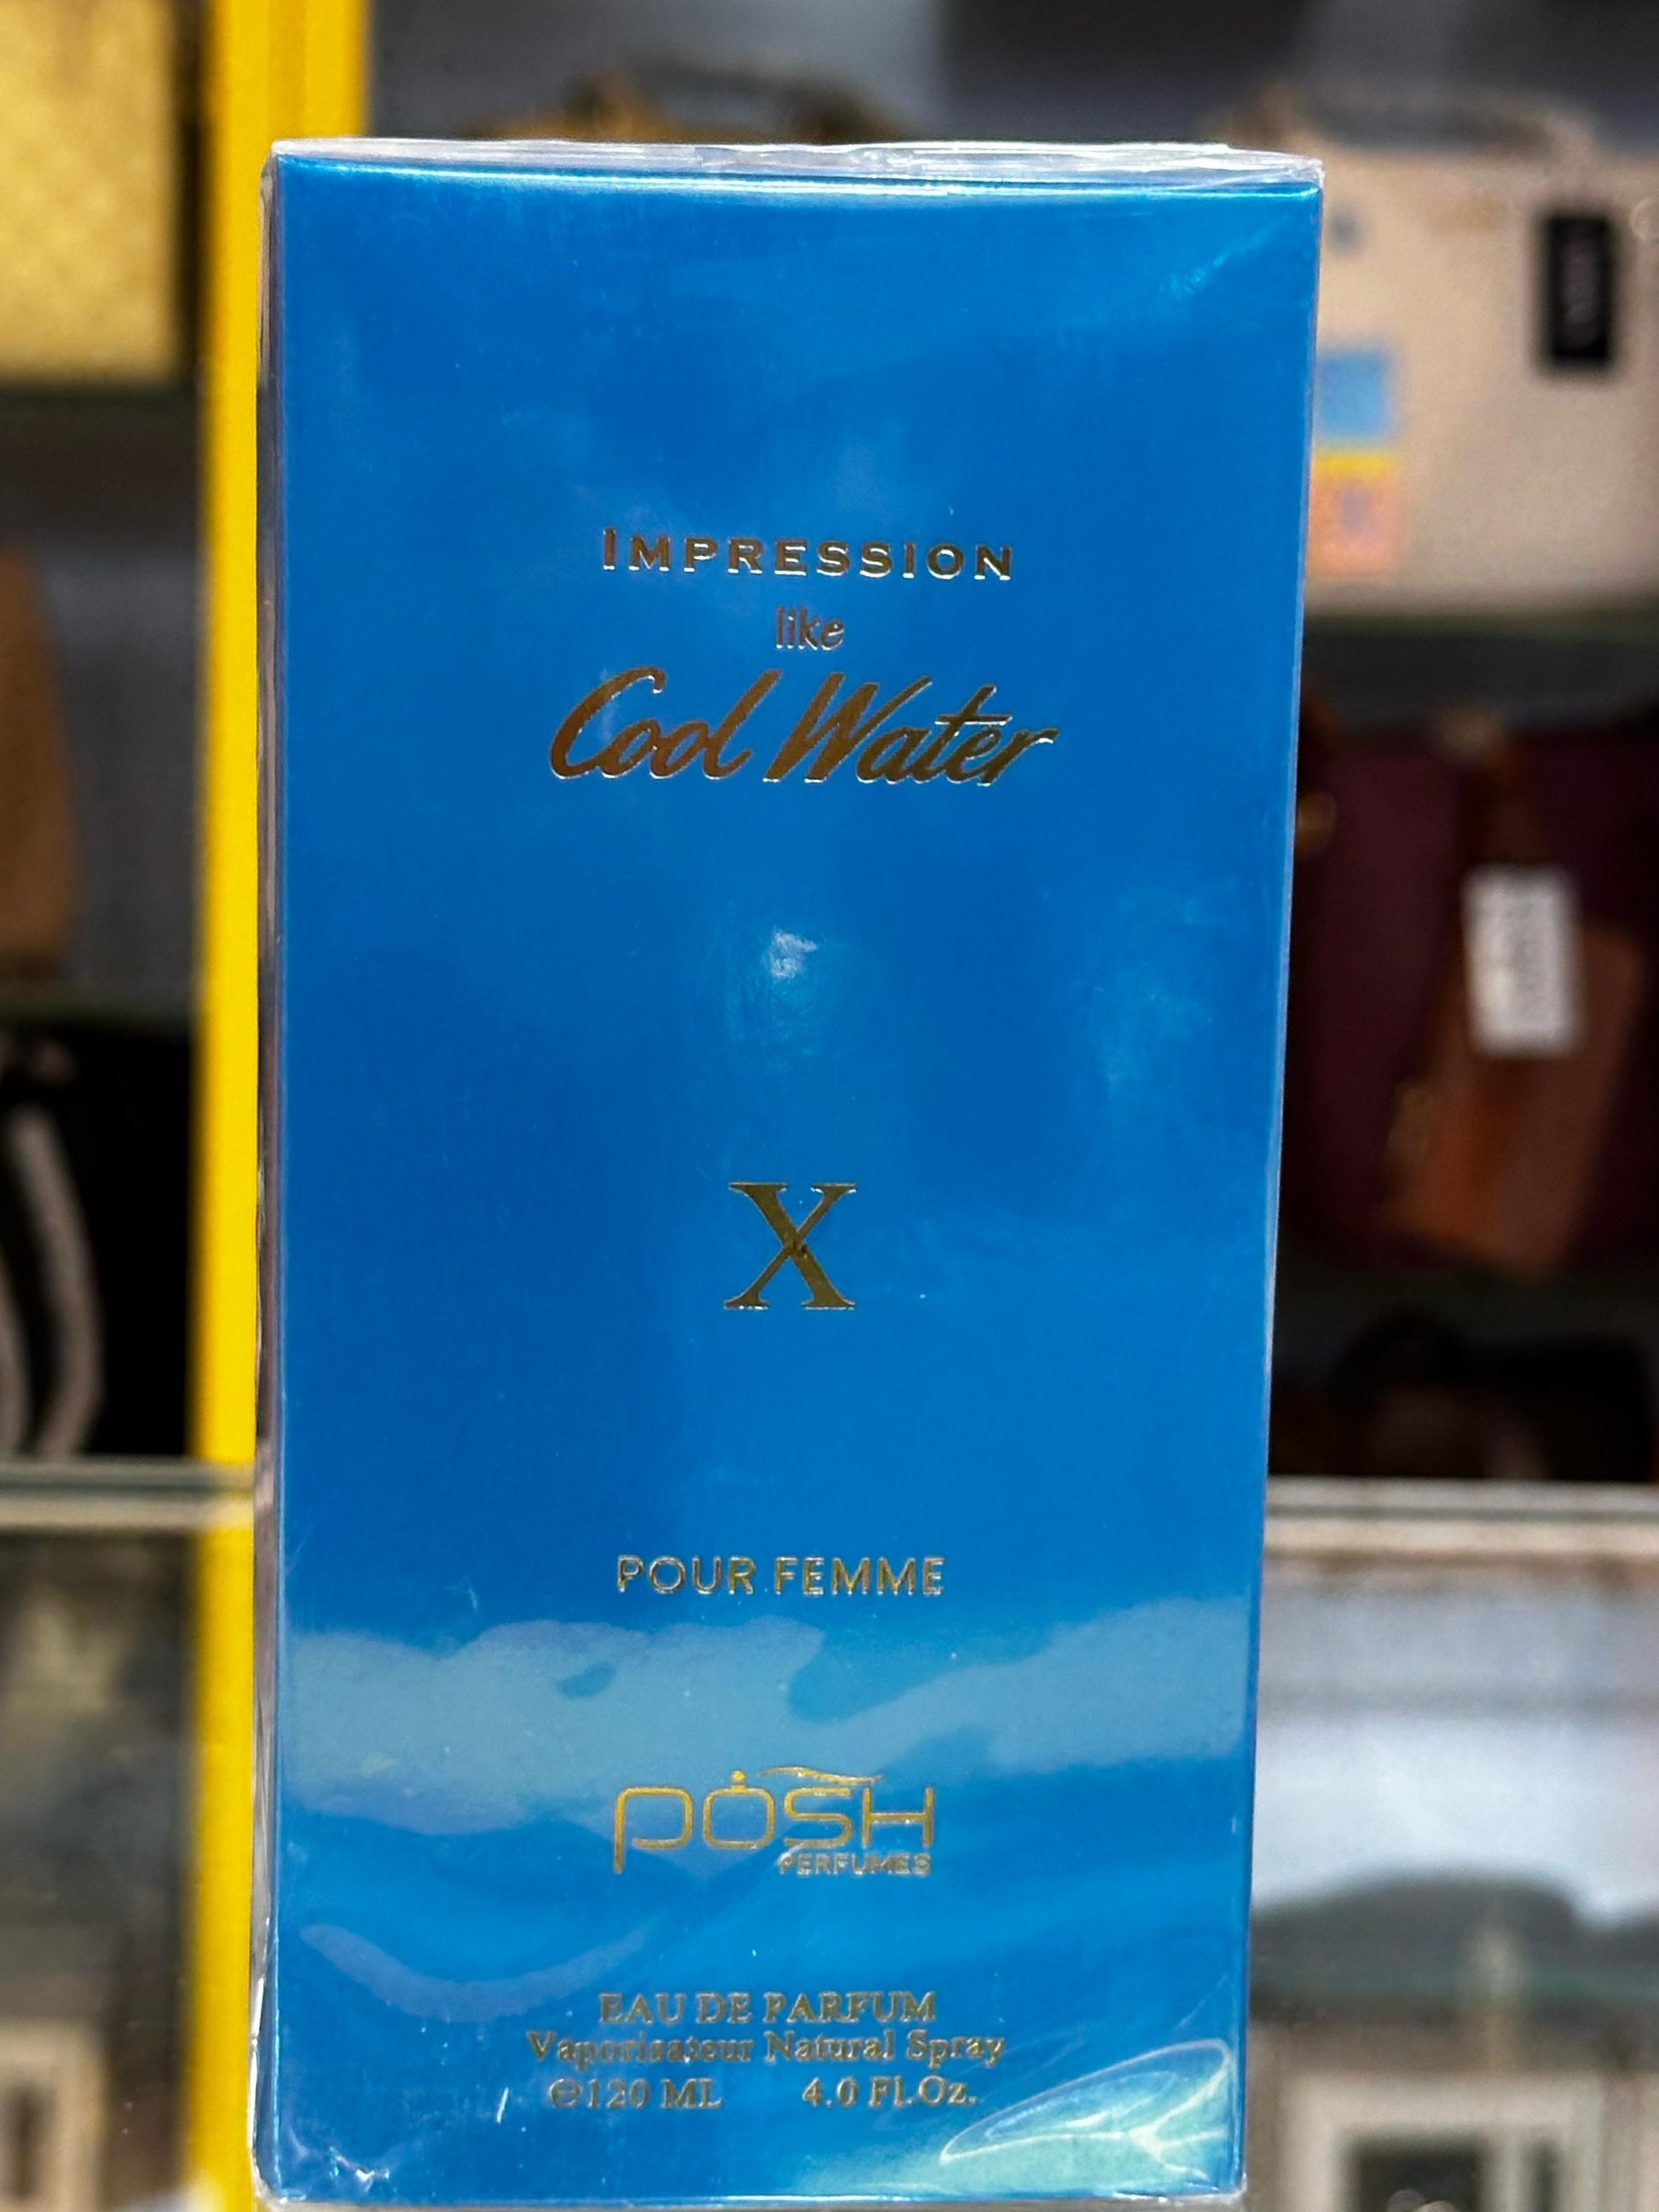 IMPRESSION
like
Cool Water
X
POUR FEMME
POSH
PERFUMES
EAU DE PARFUM
Vaporisateur Natural Spray
℮120 ML 4.0 Fl.Oz.